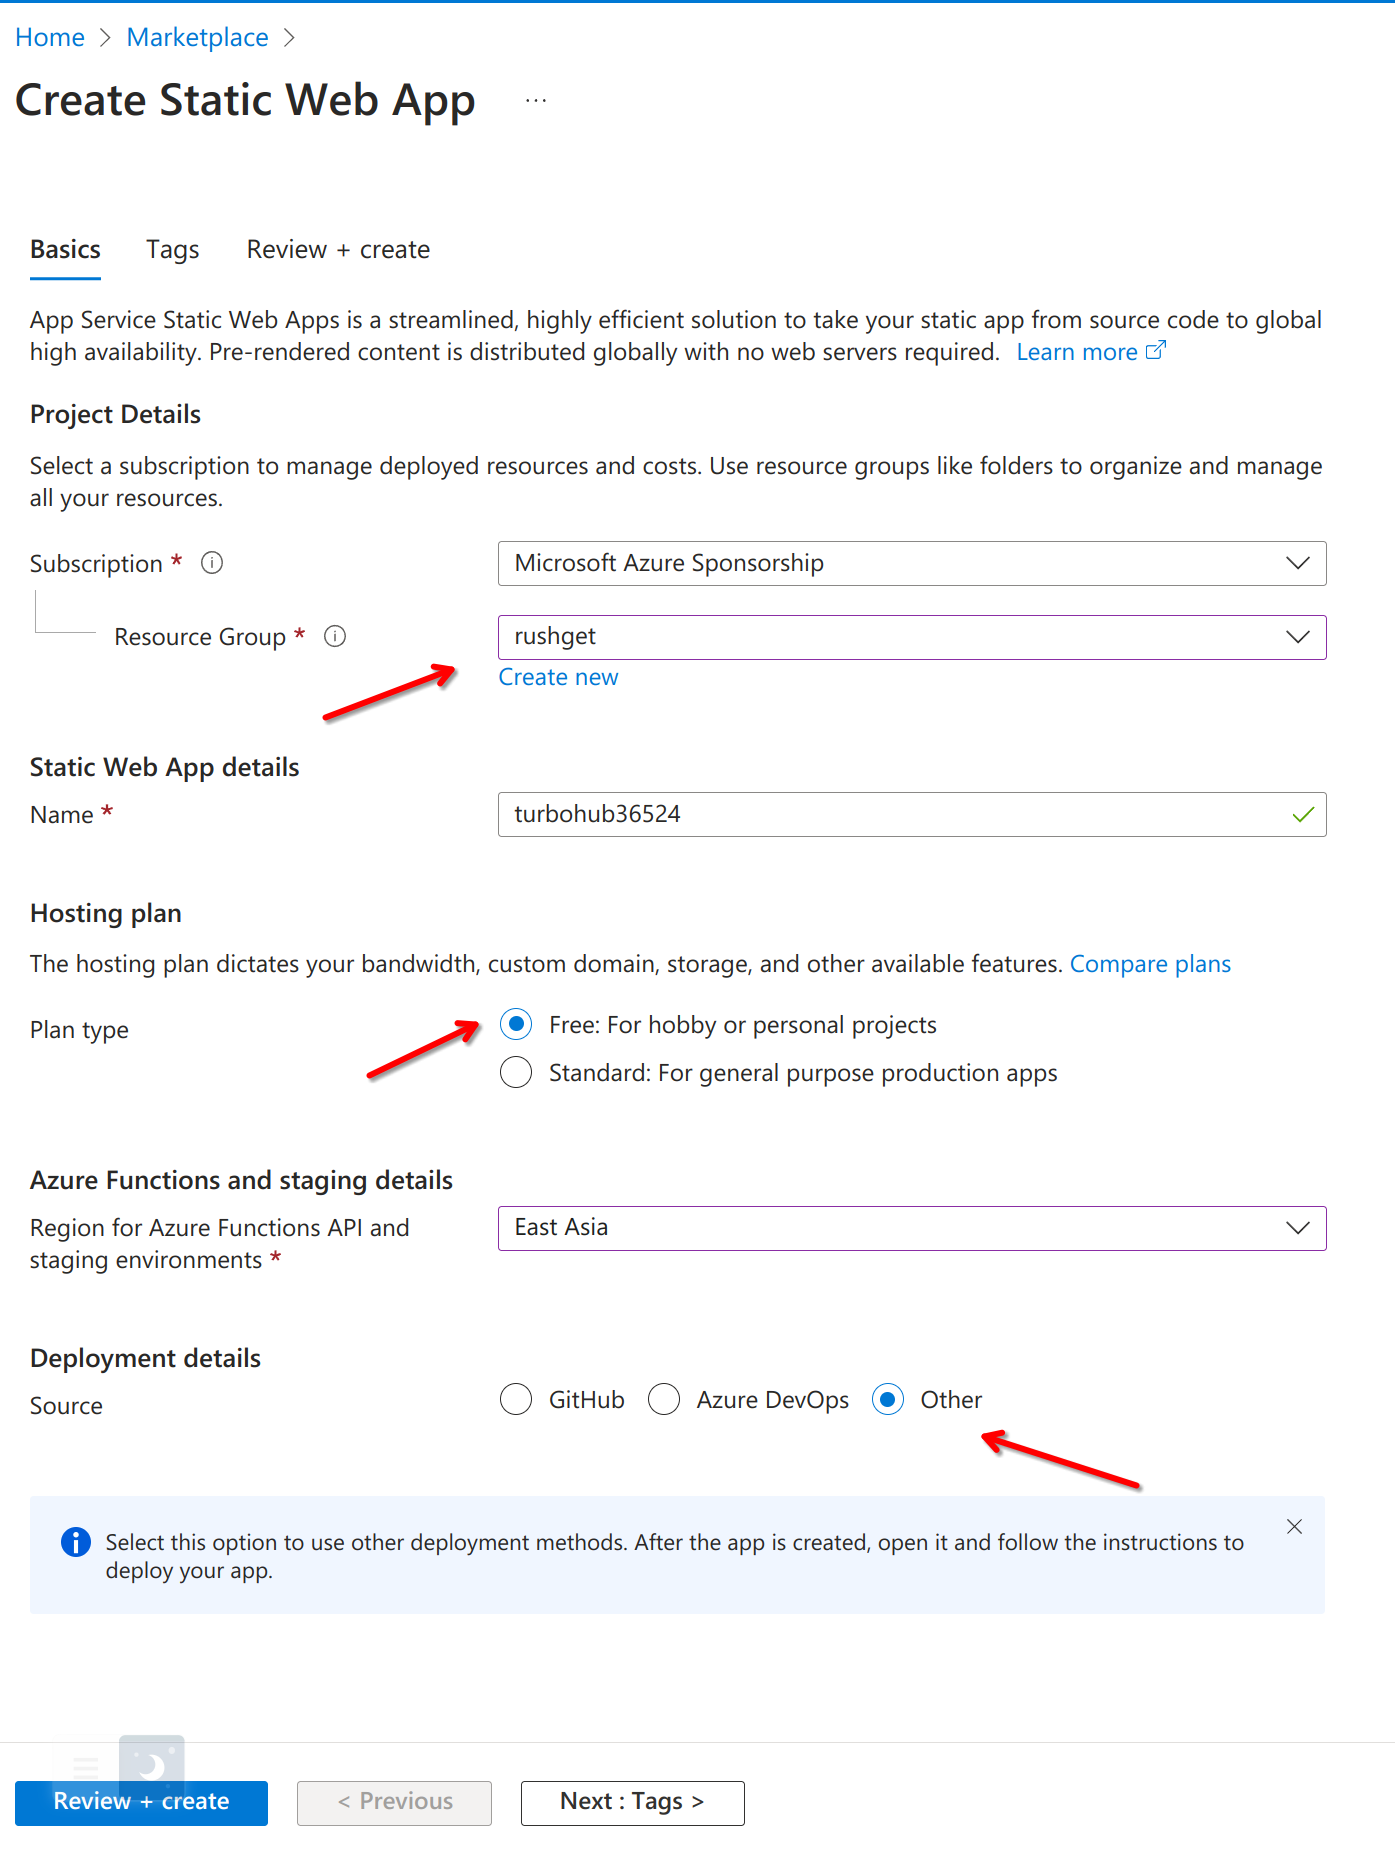 Home > Marketplace >
Create Static Web App ...
Basics Tags Review + create
App Service Static Web Apps is a streamlined, highly efficient solution to take your static app from source code to global
high availability. Pre-rendered content is distributed globally with no web servers required. Learn more
Project Details
Select a subscription to manage deployed resources and costs. Use resource groups like folders to organize and manage
all your resources.
Subscription * Microsoft Azure Sponsorship
Resource Group * rushget
Create new
Static Web App details
Name * turbohub36524
Hosting plan
The hosting plan dictates your bandwidth, custom domain, storage, and other available features. Compare plans
Plan type Free: For hobby or personal projects
Standard: For general purpose production apps
Azure Functions and staging details
Region for Azure Functions API and East Asia
staging environments *
Deployment details
Source GitHub Azure DevOps Other
Select this option to use other deployment methods. After the app is created, open it and follow the instructions to
deploy your app.
Review + create < Previous Next : Tags >